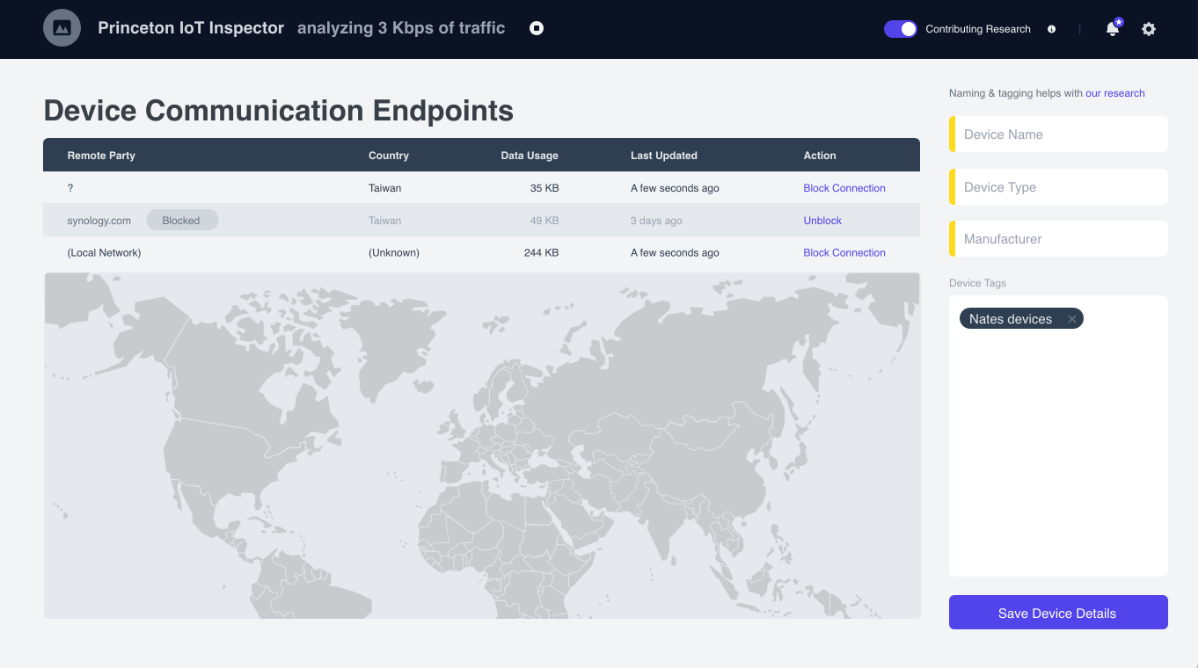 Princeton IoT Inspector analyzing 3 Kbps of traffic
Contributing Research
Device Communication Endpoints
Remote Party Country Data Usage Last Updated Action
? Taiwan 35 KB A few seconds ago Block Connection
synology.com Blocked Taiwan 49 KB 3 days ago Unblock
(Local Network) (Unknown) 244 KB A few seconds ago Block Connection
Naming & tagging helps with our research
Device Name
Device Type
Manufacturer
Device Tags
Nates devices
Save Device Details